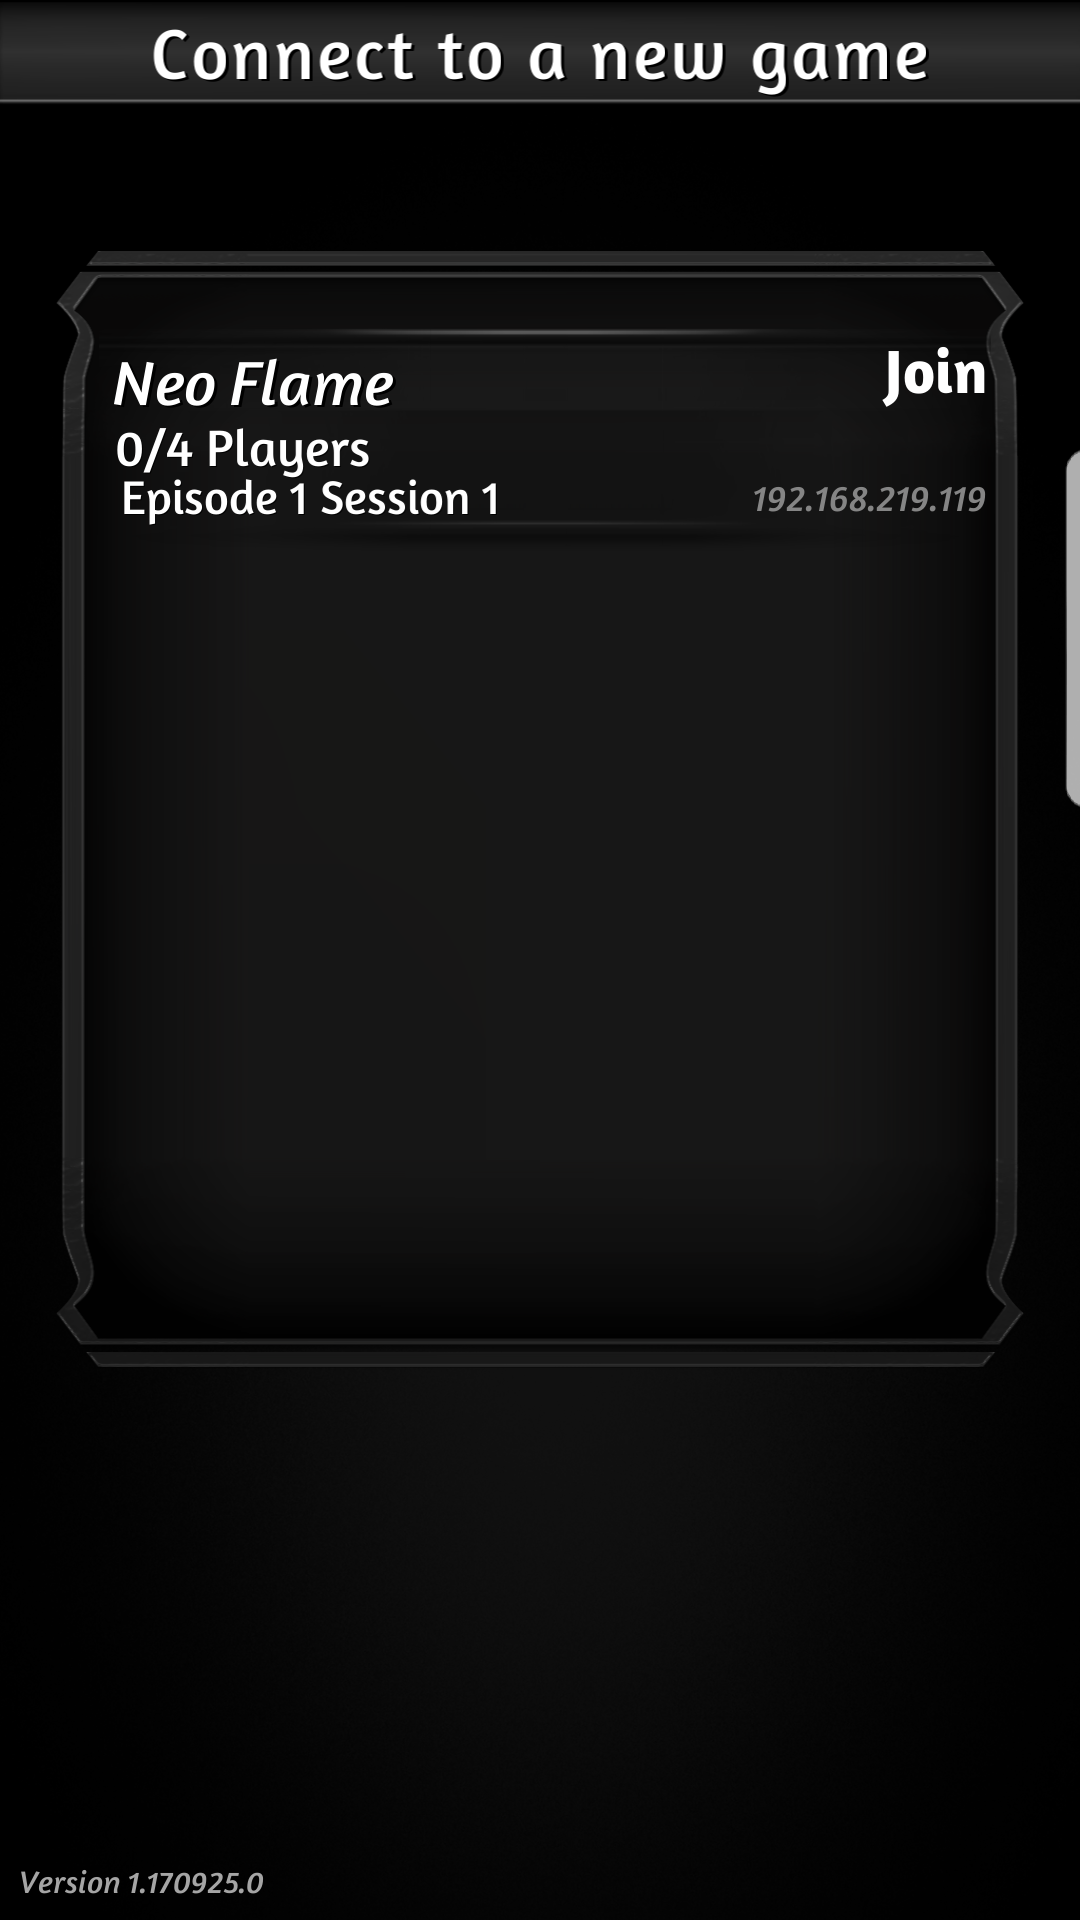 Connect to a new game
Neo Flame
Join
0/4 Players
Episode 1 Session 1
192.168.219.119
Version 1.170925.0